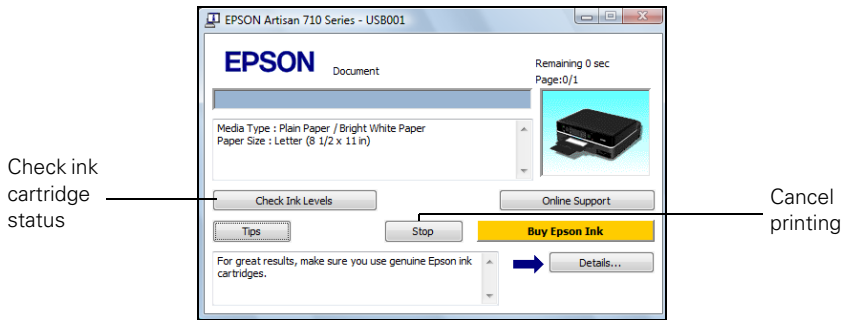 EPSON Artisan 710 Series - USB001
EPSON
Document
Remaining 0 sec
Page:0/1
Media Type : Plain Paper / Bright White Paper
Paper Size : Letter (8 1/2 x 11 in)
Check ink
cartridge
status
Check Ink Levels
Online Support
Cancel
printing
Tips
Stop
Buy Epson Ink
For great results, make sure you use genuine Epson ink
cartridges.
Details...